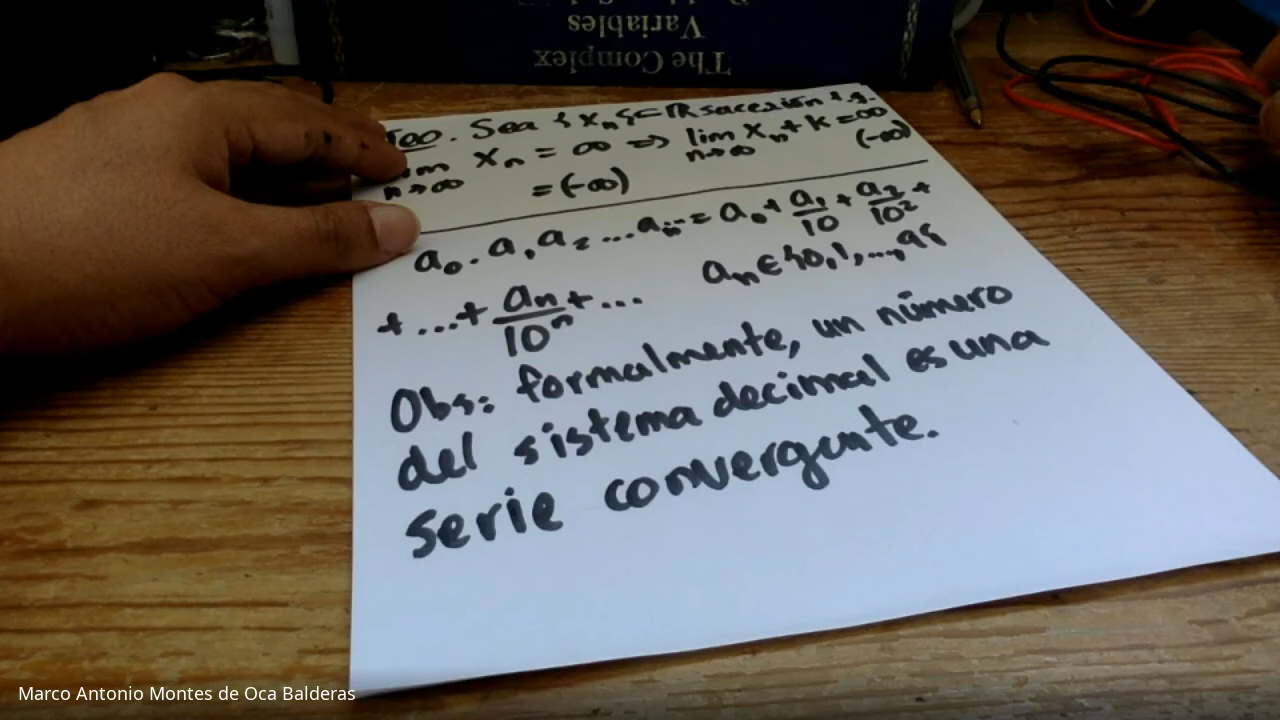 The Complex
Variables
Teo. Sea {xₙ}⊂ℝ sucesión t.q.
lim xₙ = ∞ ⇒ lim xₙ + k = ∞
n→∞ n→∞ (-∞)
= (-∞)
a₀.a₁a₂...aₙ... = a₀ + a₁/10 + a₂/10² +
+ ... + aₙ/10ⁿ + ... aₙ∈{0,1,...,9}
Obs: formalmente, un número
del sistema decimal es una
serie convergente.
Marco Antonio Montes de Oca Balderas